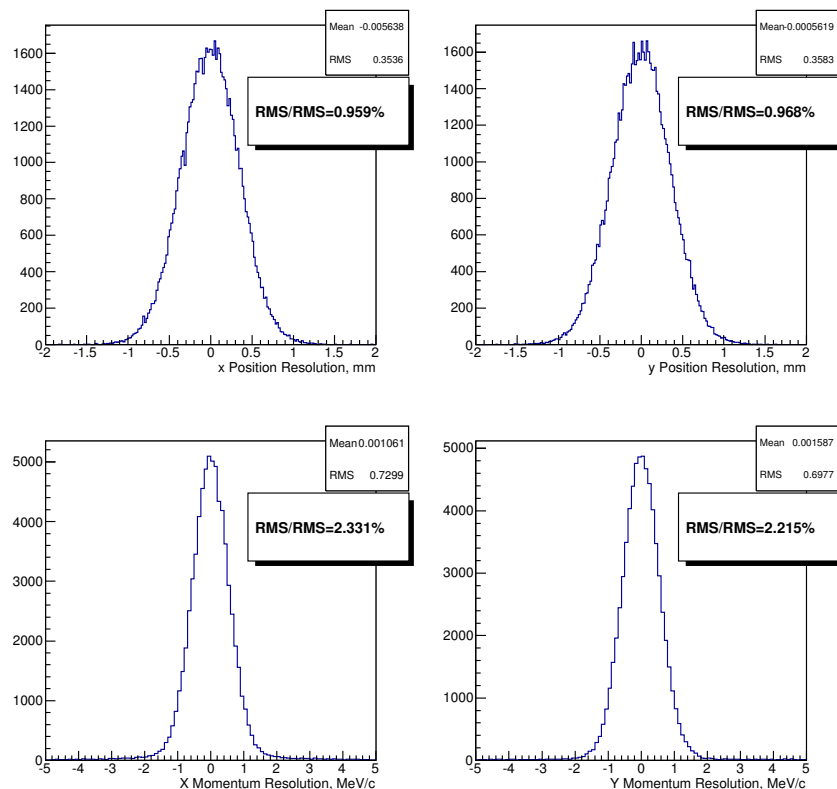 Mean -0.005638
RMS 0.3536
RMS/RMS=0.959%
1600
1400
1200
1000
800
600
400
200
0
-2 -1.5 -1 -0.5 0 0.5 1 1.5 2
x Position Resolution, mm
Mean-0.0005619
RMS 0.3583
RMS/RMS=0.968%
1600
1400
1200
1000
800
600
400
200
0
-2 -1.5 -1 -0.5 0 0.5 1 1.5 2
y Position Resolution, mm
Mean0.001061
RMS 0.7299
RMS/RMS=2.331%
5000
4000
3000
2000
1000
0
-5 -4 -3 -2 -1 0 1 2 3 4 5
X Momentum Resolution, MeV/c
Mean 0.001587
RMS 0.6977
RMS/RMS=2.215%
5000
4000
3000
2000
1000
0
-5 -4 -3 -2 -1 0 1 2 3 4 5
Y Momentum Resolution, MeV/c